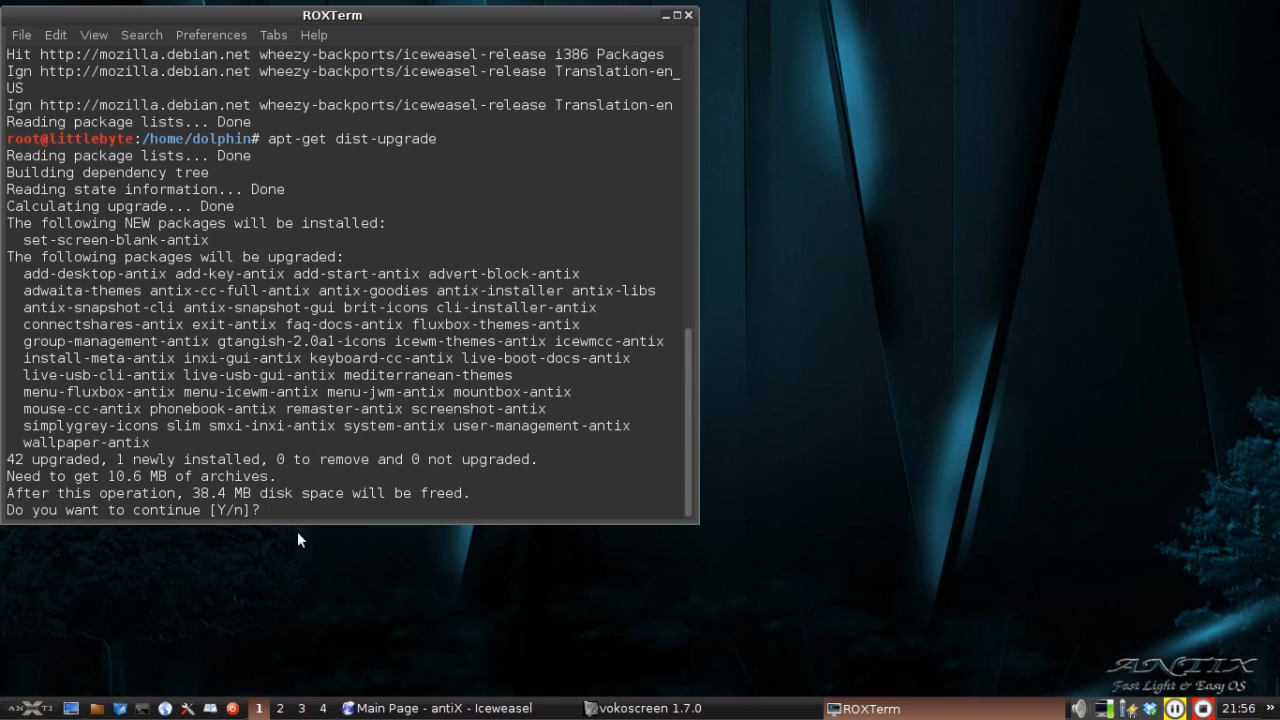 ROXTerm
File Edit View Search Preferences Tabs Help
Hit http://mozilla.debian.net wheezy-backports/iceweasel-release i386 Packages
Ign http://mozilla.debian.net wheezy-backports/iceweasel-release Translation-en_
US
Ign http://mozilla.debian.net wheezy-backports/iceweasel-release Translation-en
Reading package lists... Done
root@littlebyte:/home/dolphin# apt-get dist-upgrade
Reading package lists... Done
Building dependency tree
Reading state information... Done
Calculating upgrade... Done
The following NEW packages will be installed:
set-screen-blank-antix
The following packages will be upgraded:
add-desktop-antix add-key-antix add-start-antix advert-block-antix
adwaita-themes antix-cc-full-antix antix-goodies antix-installer antix-libs
antix-snapshot-cli antix-snapshot-gui brit-icons cli-installer-antix
connectshares-antix exit-antix faq-docs-antix fluxbox-themes-antix
group-management-antix gtangish-2.0a1-icons icewm-themes-antix icewmcc-antix
install-meta-antix inxi-gui-antix keyboard-cc-antix live-boot-docs-antix
live-usb-cli-antix live-usb-gui-antix mediterranean-themes
menu-fluxbox-antix menu-icewm-antix menu-jwm-antix mountbox-antix
mouse-cc-antix phonebook-antix remaster-antix screenshot-antix
simplygrey-icons slim smxi-inxi-antix system-antix user-management-antix
wallpaper-antix
42 upgraded, 1 newly installed, 0 to remove and 0 not upgraded.
Need to get 10.6 MB of archives.
After this operation, 38.4 MB disk space will be freed.
Do you want to continue [Y/n]?
ANTIX
Fast Light & Easy OS
ANTI 1 2 3 4 Main Page - antiX - Iceweasel vokoscreen 1.7.0 ROXTerm 21:56 »